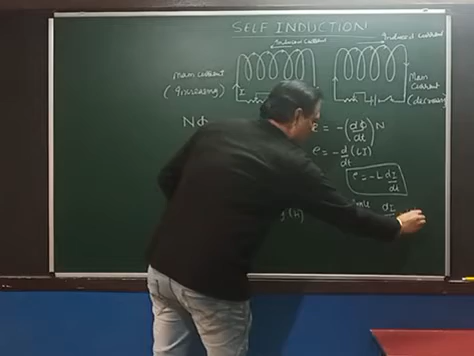 SELF INDUCTION
Induced Current
Induced Current
Main Current
(Increasing)
I
Main
Current
(decreasing)
Nϕ
e = -(dϕ/dt)N
e = -d/dt (LI)
e = -L dI/dt
dI
(H)